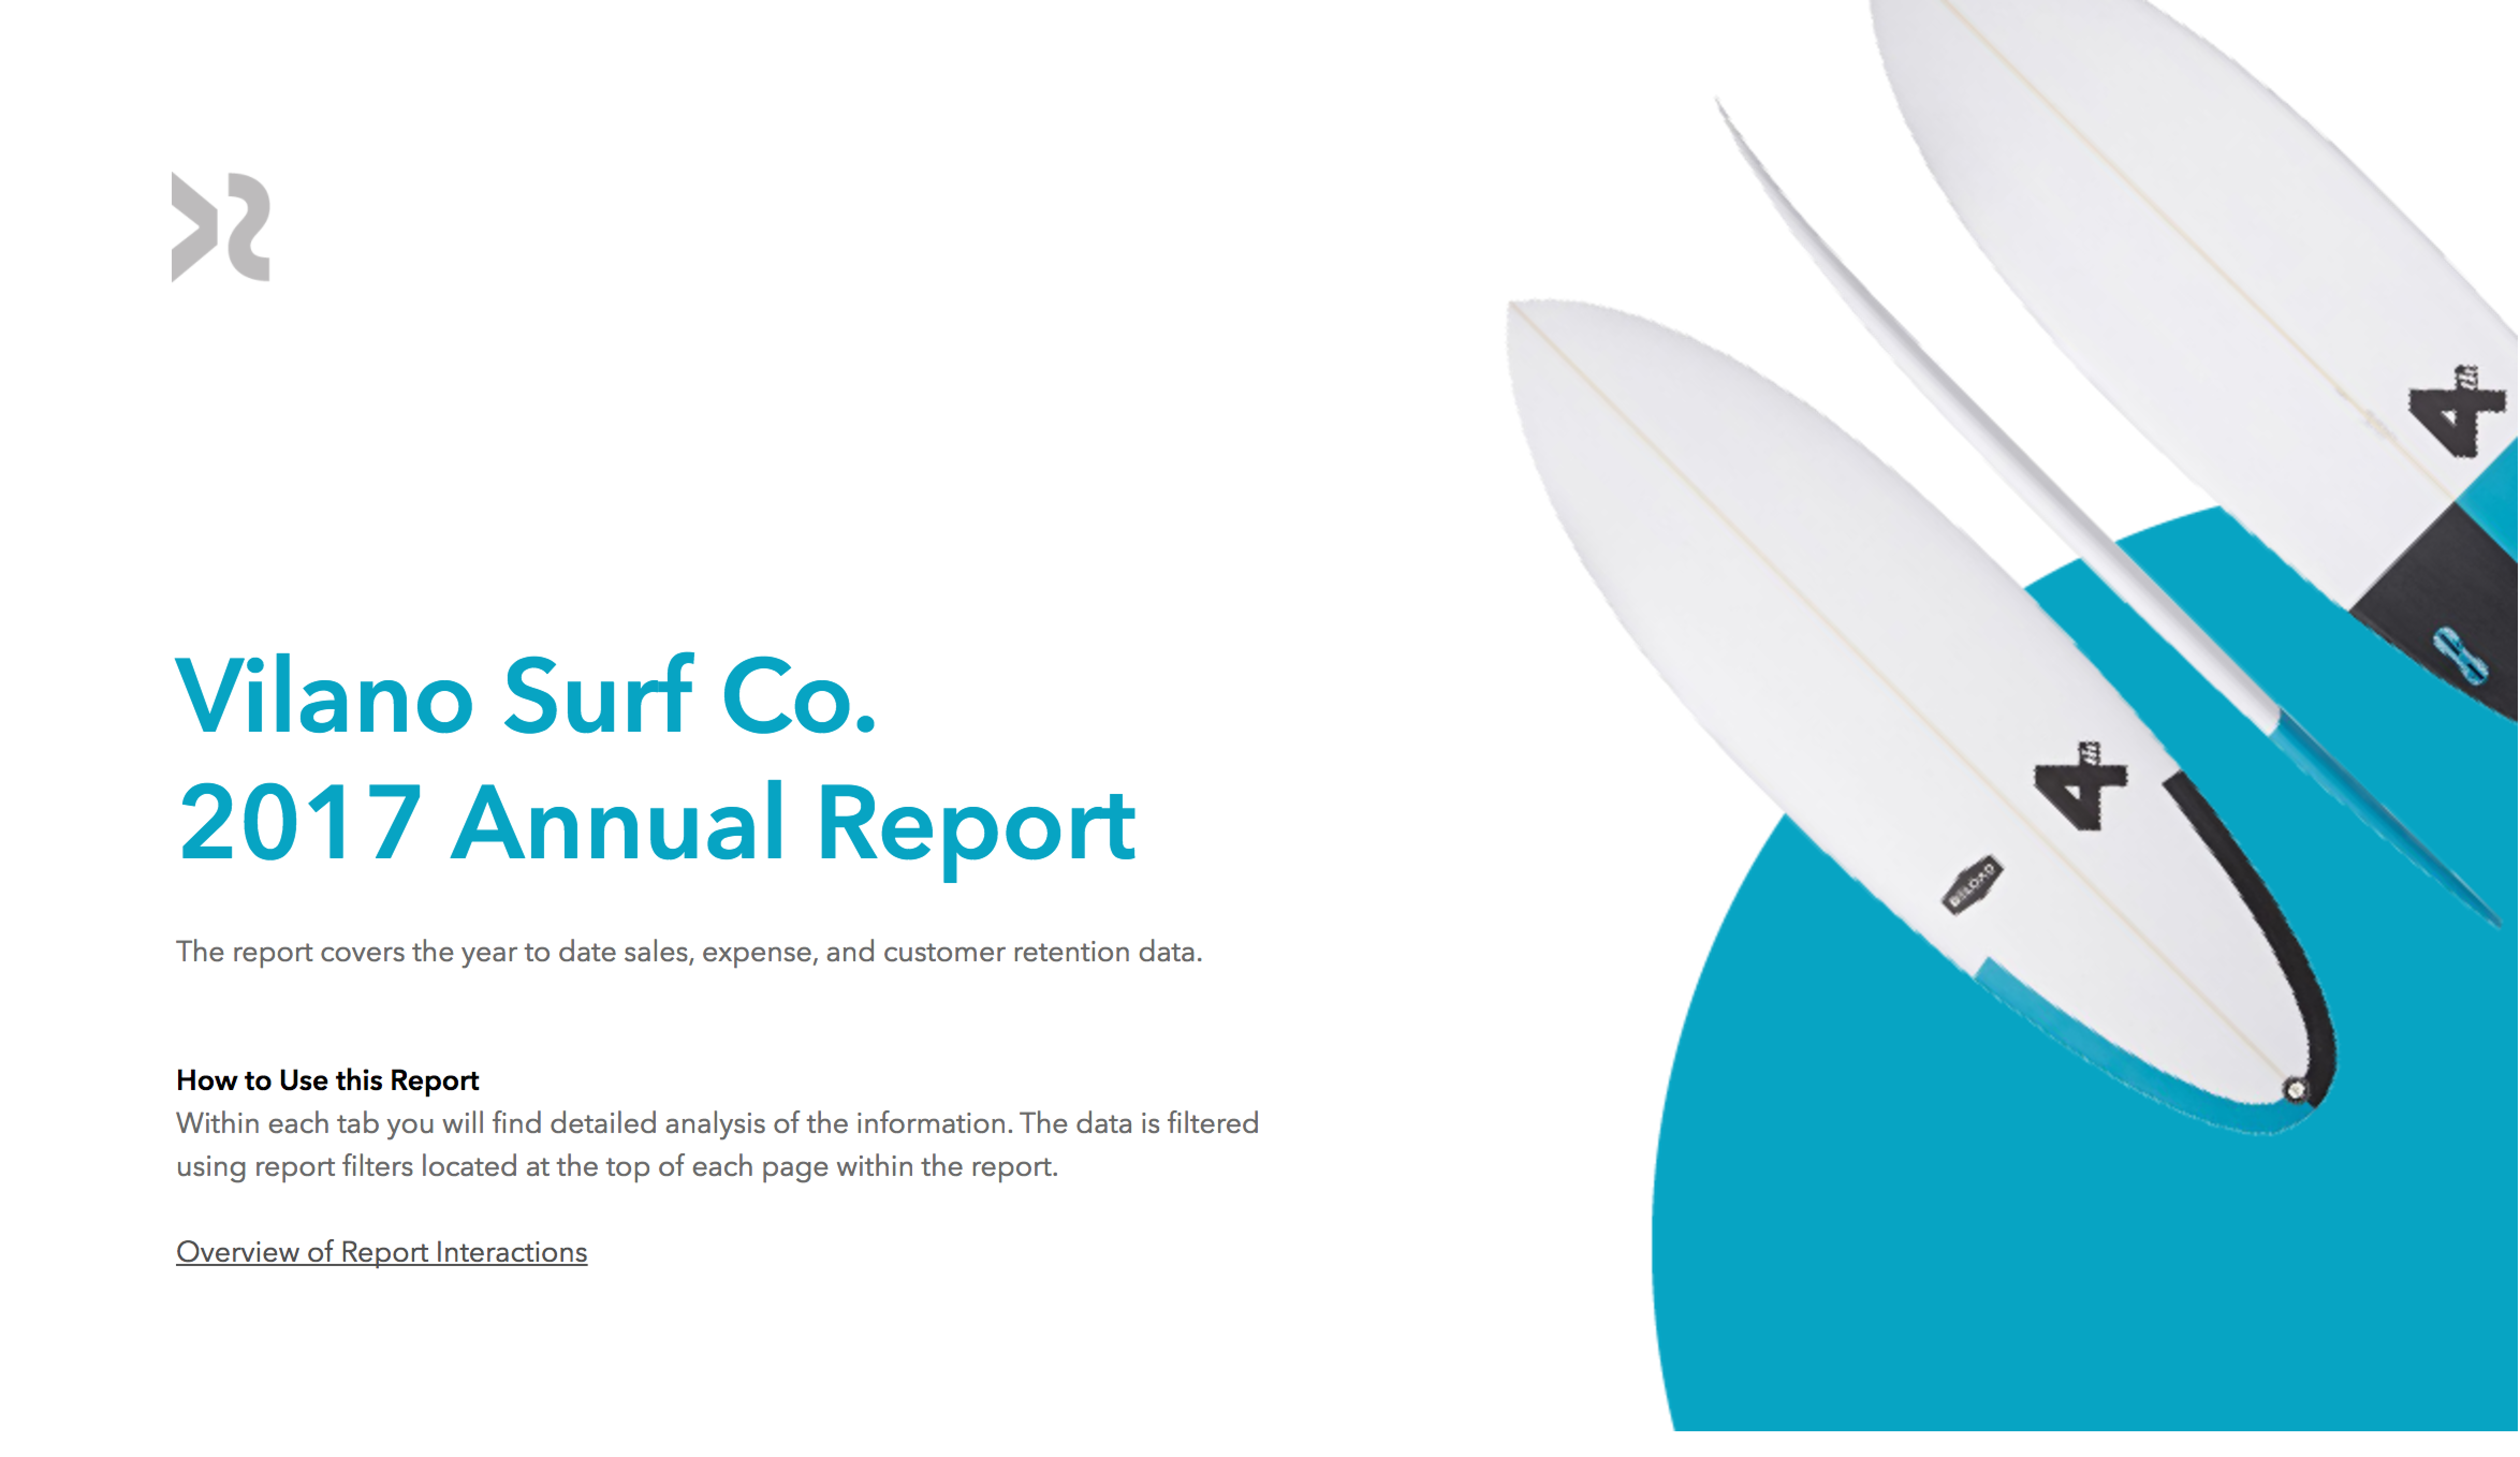 Vilano Surf Co.
2017 Annual Report
The report covers the year to date sales, expense, and customer retention data.
How to Use this Report
Within each tab you will find detailed analysis of the information. The data is filtered
using report filters located at the top of each page within the report.
Overview of Report Interactions
4
4